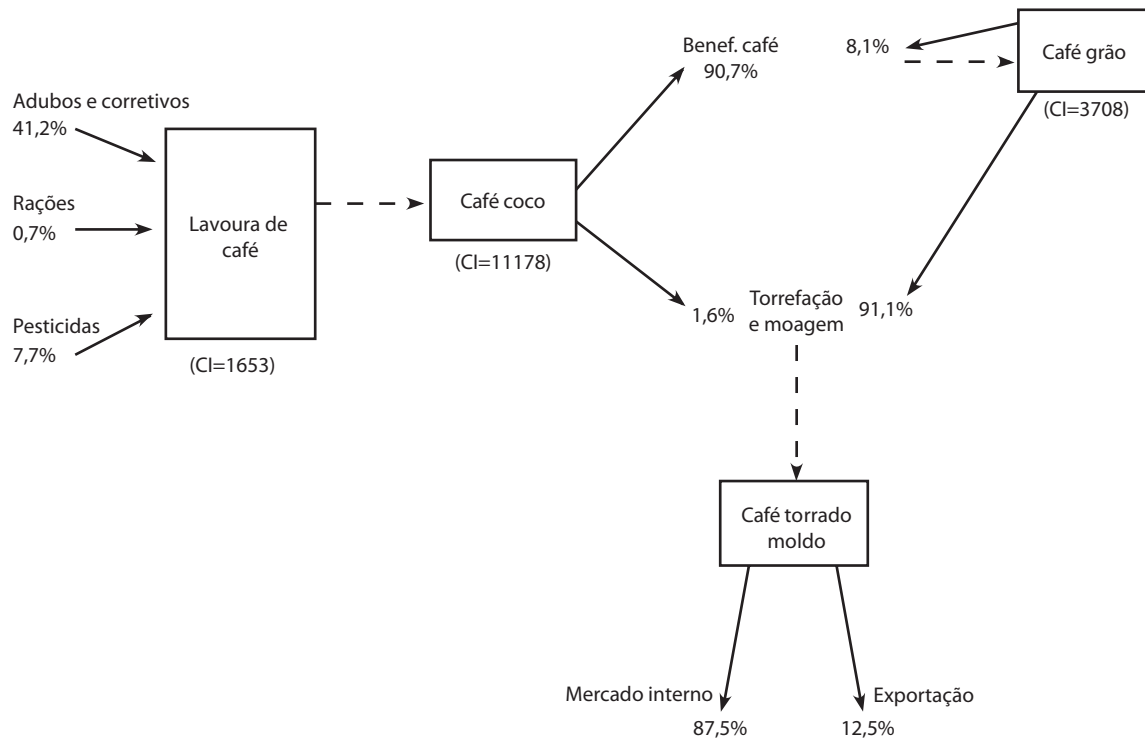 Benef. café
90,7%
8,1%
Café grão
(CI=3708)
Adubos e corretivos
41,2%
Rações
0,7%
Pesticidas
7,7%
Lavoura de
café
(CI=1653)
Café coco
(CI=11178)
1,6%
Torrefação
e moagem
91,1%
Café torrado
moldo
Mercado interno
87,5%
Exportação
12,5%